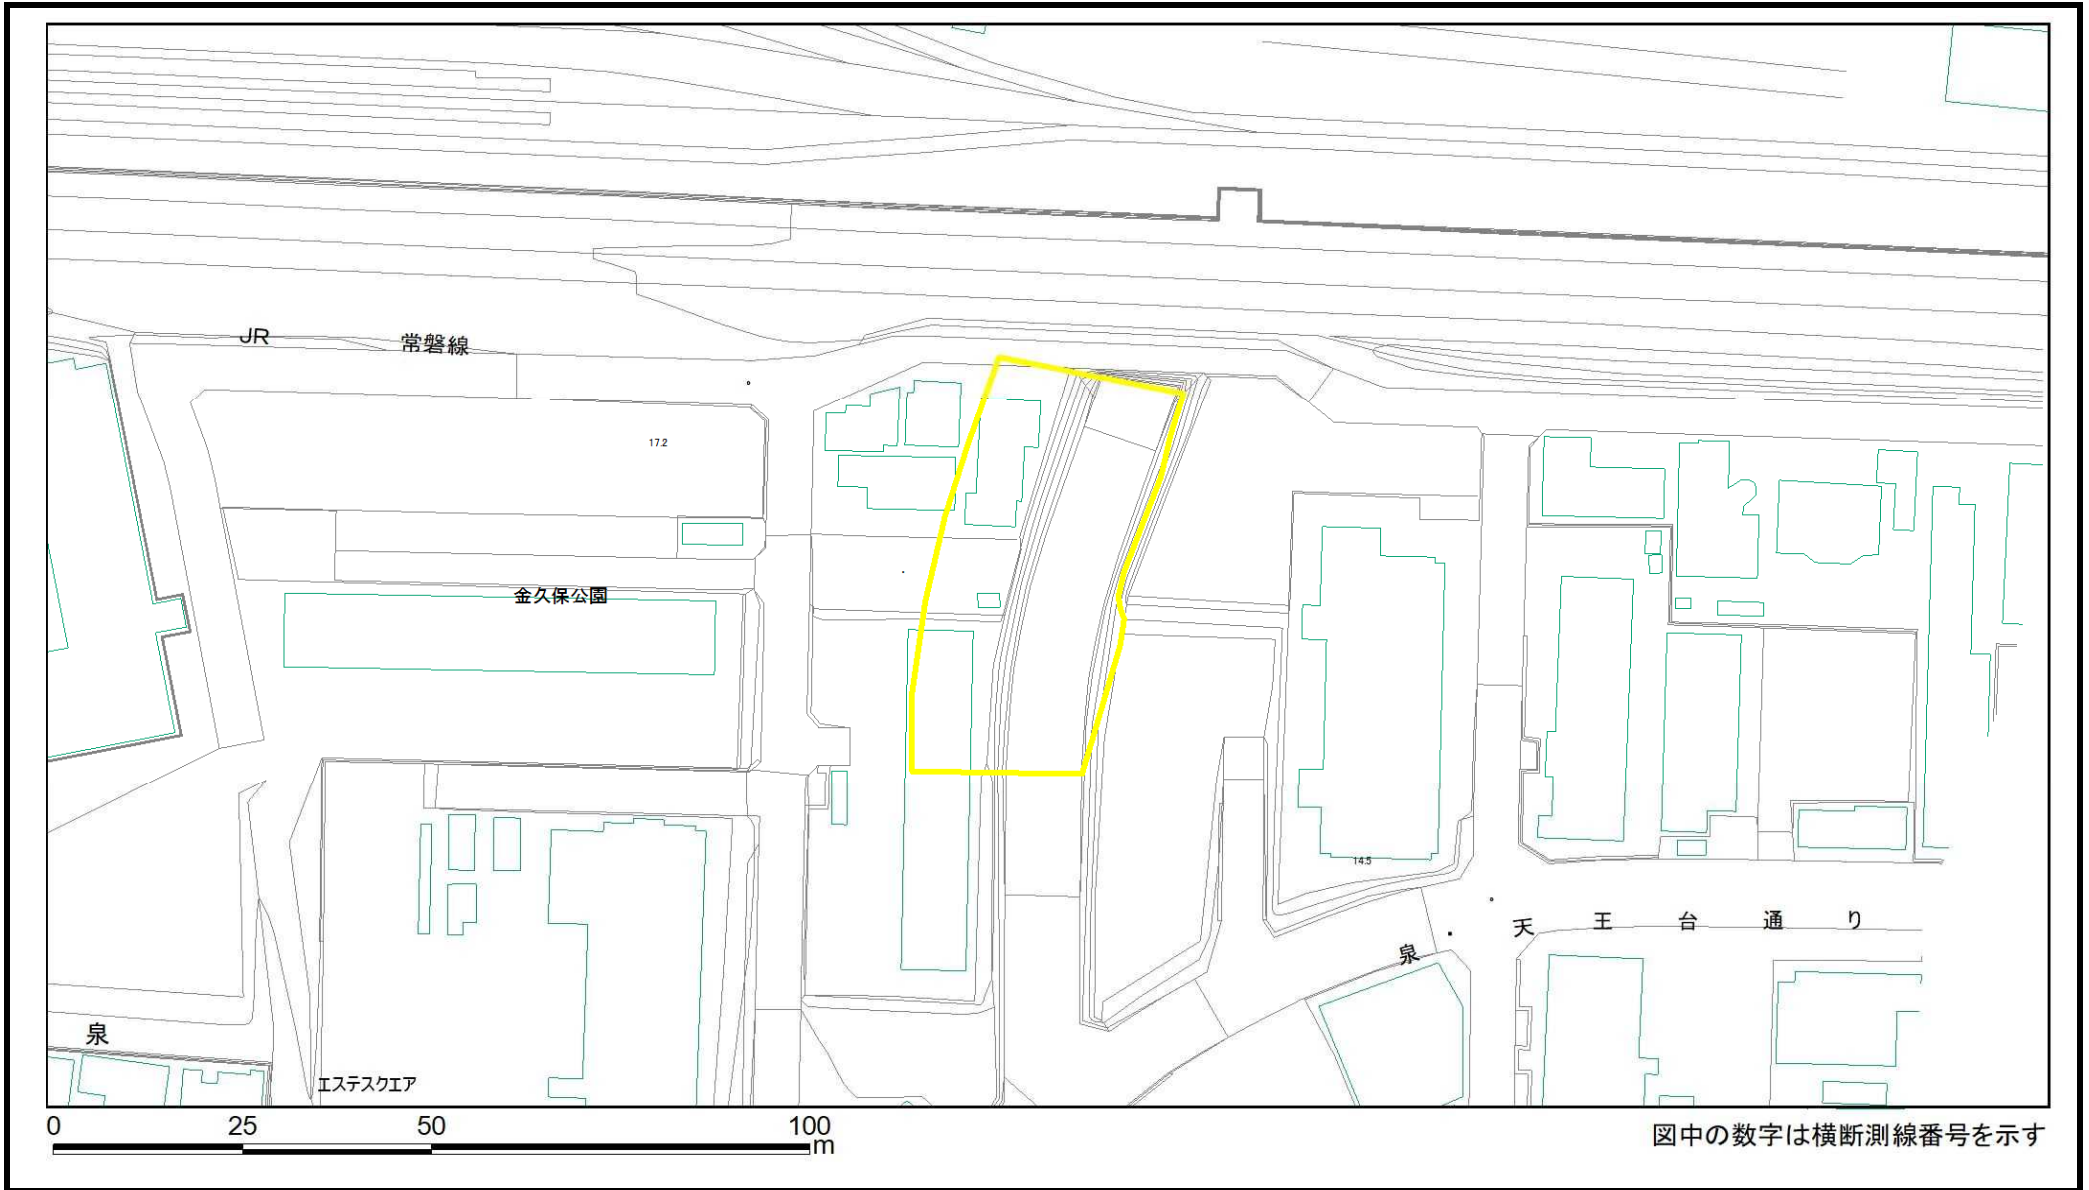 JR 常磐線
17.2
金久保公園
14.5
泉・天王台通り
泉
エステスクエア
0 25 50 100
m
図中の数字は横断測線番号を示す